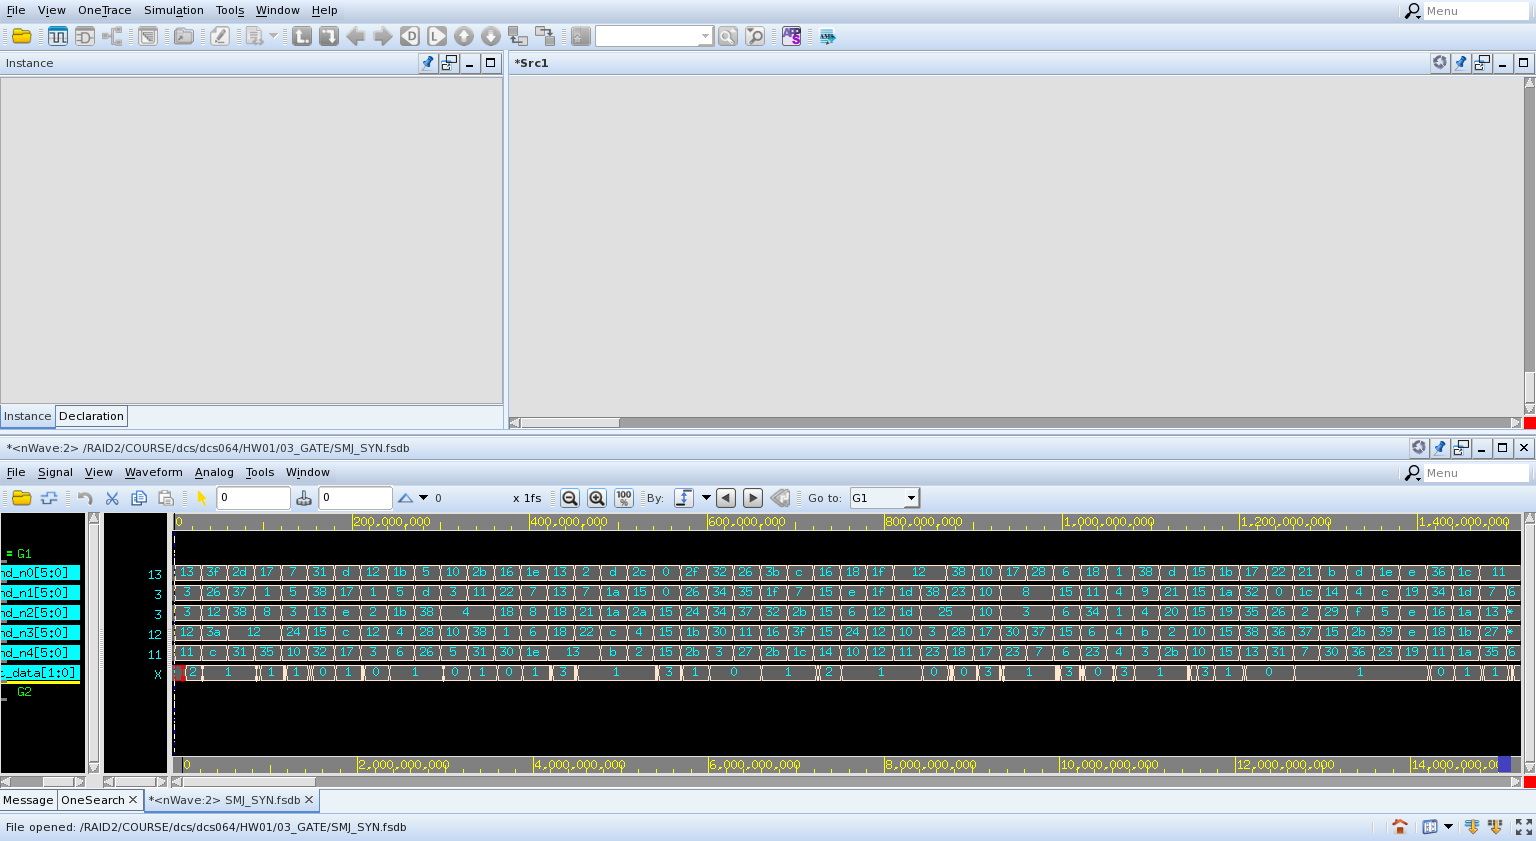 File View OneTrace Simulation Tools Window Help Menu
Instance
*Src1
Instance Declaration
*<nWave:2> /RAID2/COURSE/dcs/dcs064/HW01/03_GATE/SMJ_SYN.fsdb
File Signal View Waveform Analog Tools Window Menu
0 0 0 x 1fs 100% By: Go to: G1
0 200,000,000 400,000,000 600,000,000 800,000,000 1,000,000,000 1,200,000,000 1,400,000,000
= G1
nd_n0[5:0] 13 13 3f 2d 17 7 31 d 12 1b 5 10 2b 16 1e 13 2 d 2c 0 2f 32 26 3b c 16 18 1f 12 38 10 17 28 6 18 1 38 d 15 1b 17 22 21 b d 1e e 36 1c 11
nd_n1[5:0] 3 3 26 37 1 5 38 17 1 5 d 3 11 22 7 13 7 1a 15 0 26 34 35 1f 7 15 e 1f 1d 38 23 10 8 15 11 4 9 21 15 1a 32 0 1c 14 4 c 19 34 1d 7 6
nd_n2[5:0] 3 3 12 38 8 3 13 e 2 1b 38 4 18 8 18 21 1a 2a 15 24 30 34 37 32 2b 15 6 12 1d 25 10 3 6 34 1 4 20 15 19 35 26 2 29 f 5 e 16 1a 13 *
nd_n3[5:0] 12 12 3a 12 24 15 c 12 4 28 10 38 1 6 18 22 c 4 15 1b 30 11 16 3f 15 24 12 10 3 28 17 30 37 15 6 4 b 2 10 15 38 36 37 15 2b 39 e 18 1b 27 *
nd_n4[5:0] 11 11 c 31 35 10 32 17 3 6 26 5 31 30 1e 13 b 2 11 3 c 27 2b 1c 14 10 12 11 23 18 17 23 7 6 23 4 3 2b 10 15 11 7 b 30 36 23 19 11 1a 35 6
t_data[1:0] X 2 1 1 1 0 1 0 1 0 1 0 1 3 1 3 1 0 1 2 1 0 0 3 1 3 0 3 1 3 1 0 1 0 1 1
G2
0 2,000,000,000 4,000,000,000 6,000,000,000 8,000,000,000 10,000,000,000 12,000,000,000 14,000,000,00
Message OneSearch *<nWave:2> SMJ_SYN.fsdb
File opened: /RAID2/COURSE/dcs/dcs064/HW01/03_GATE/SMJ_SYN.fsdb